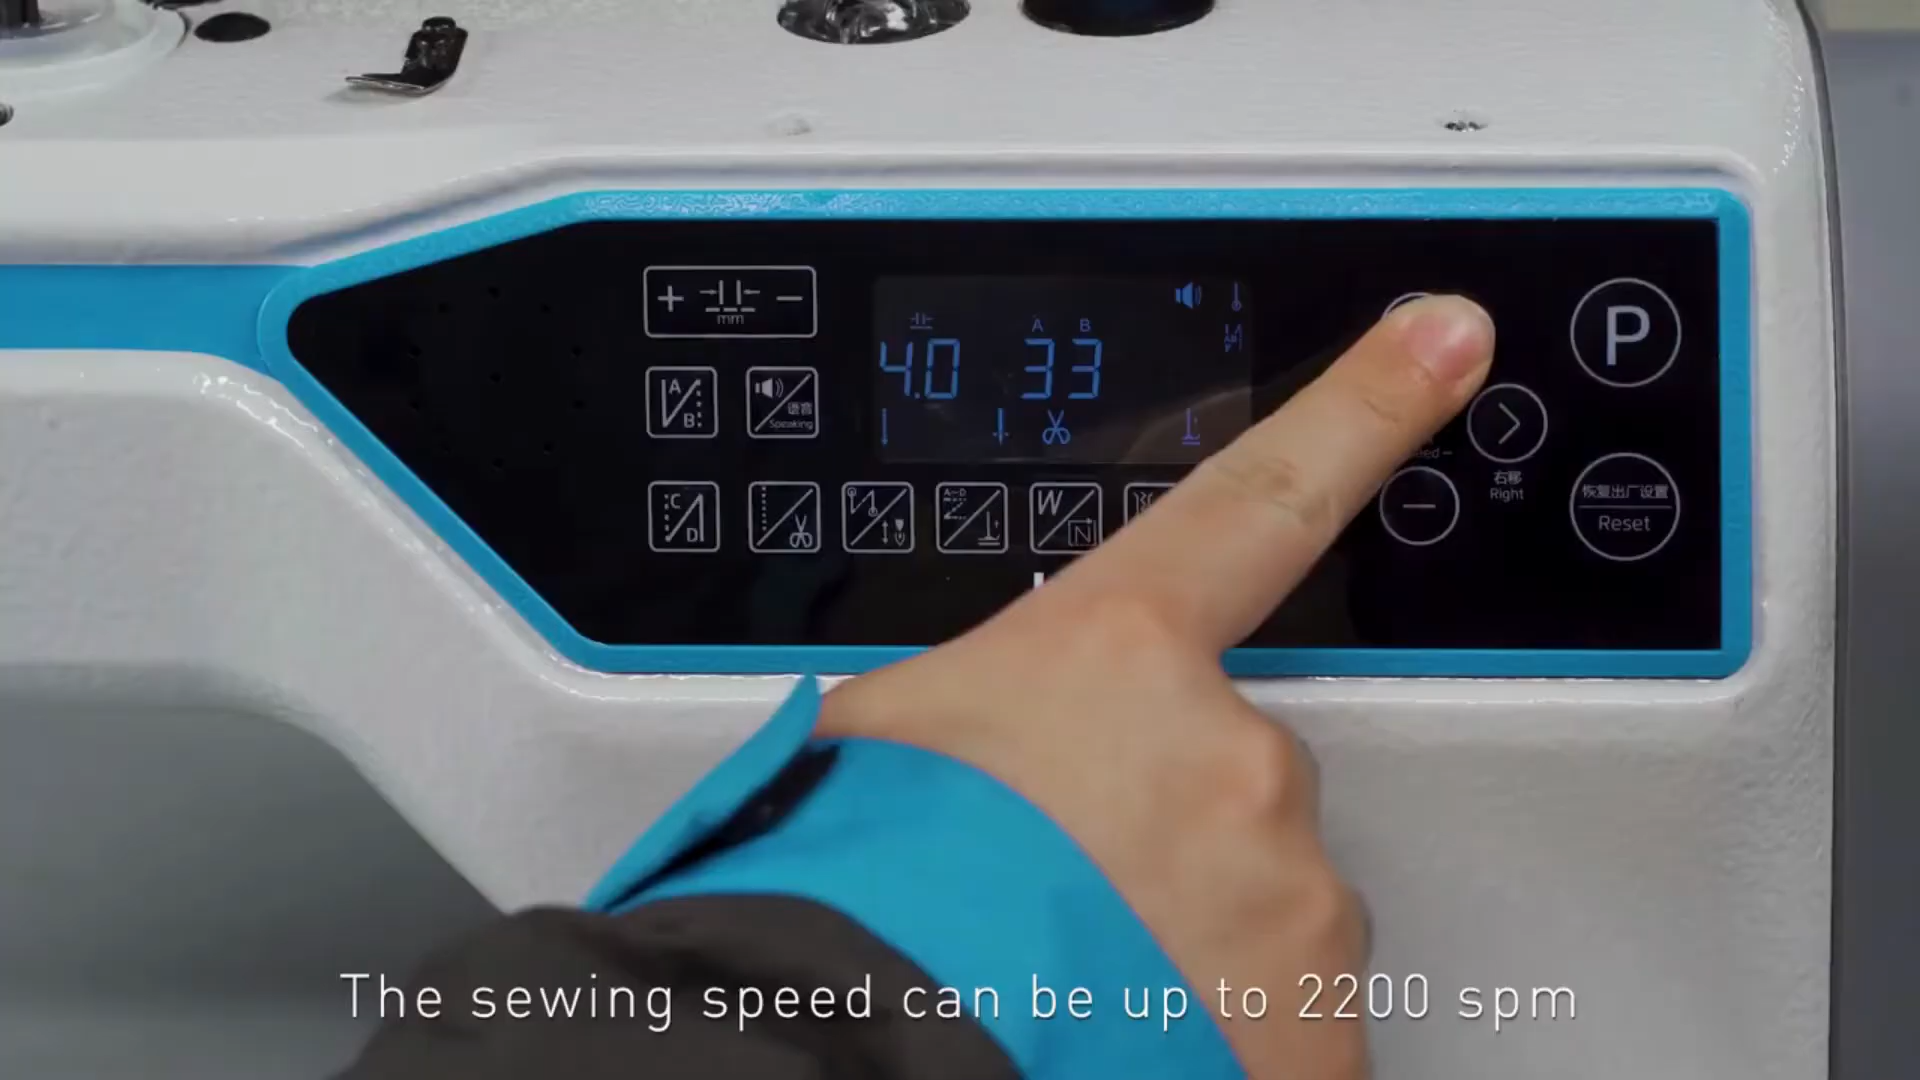 + −
mm
A B
4.0 33
P
A
B
语音
Speaking
右移
Right
恢复出厂设置
Reset
C
D
A~D
W
N
The sewing speed can be up to 2200 spm